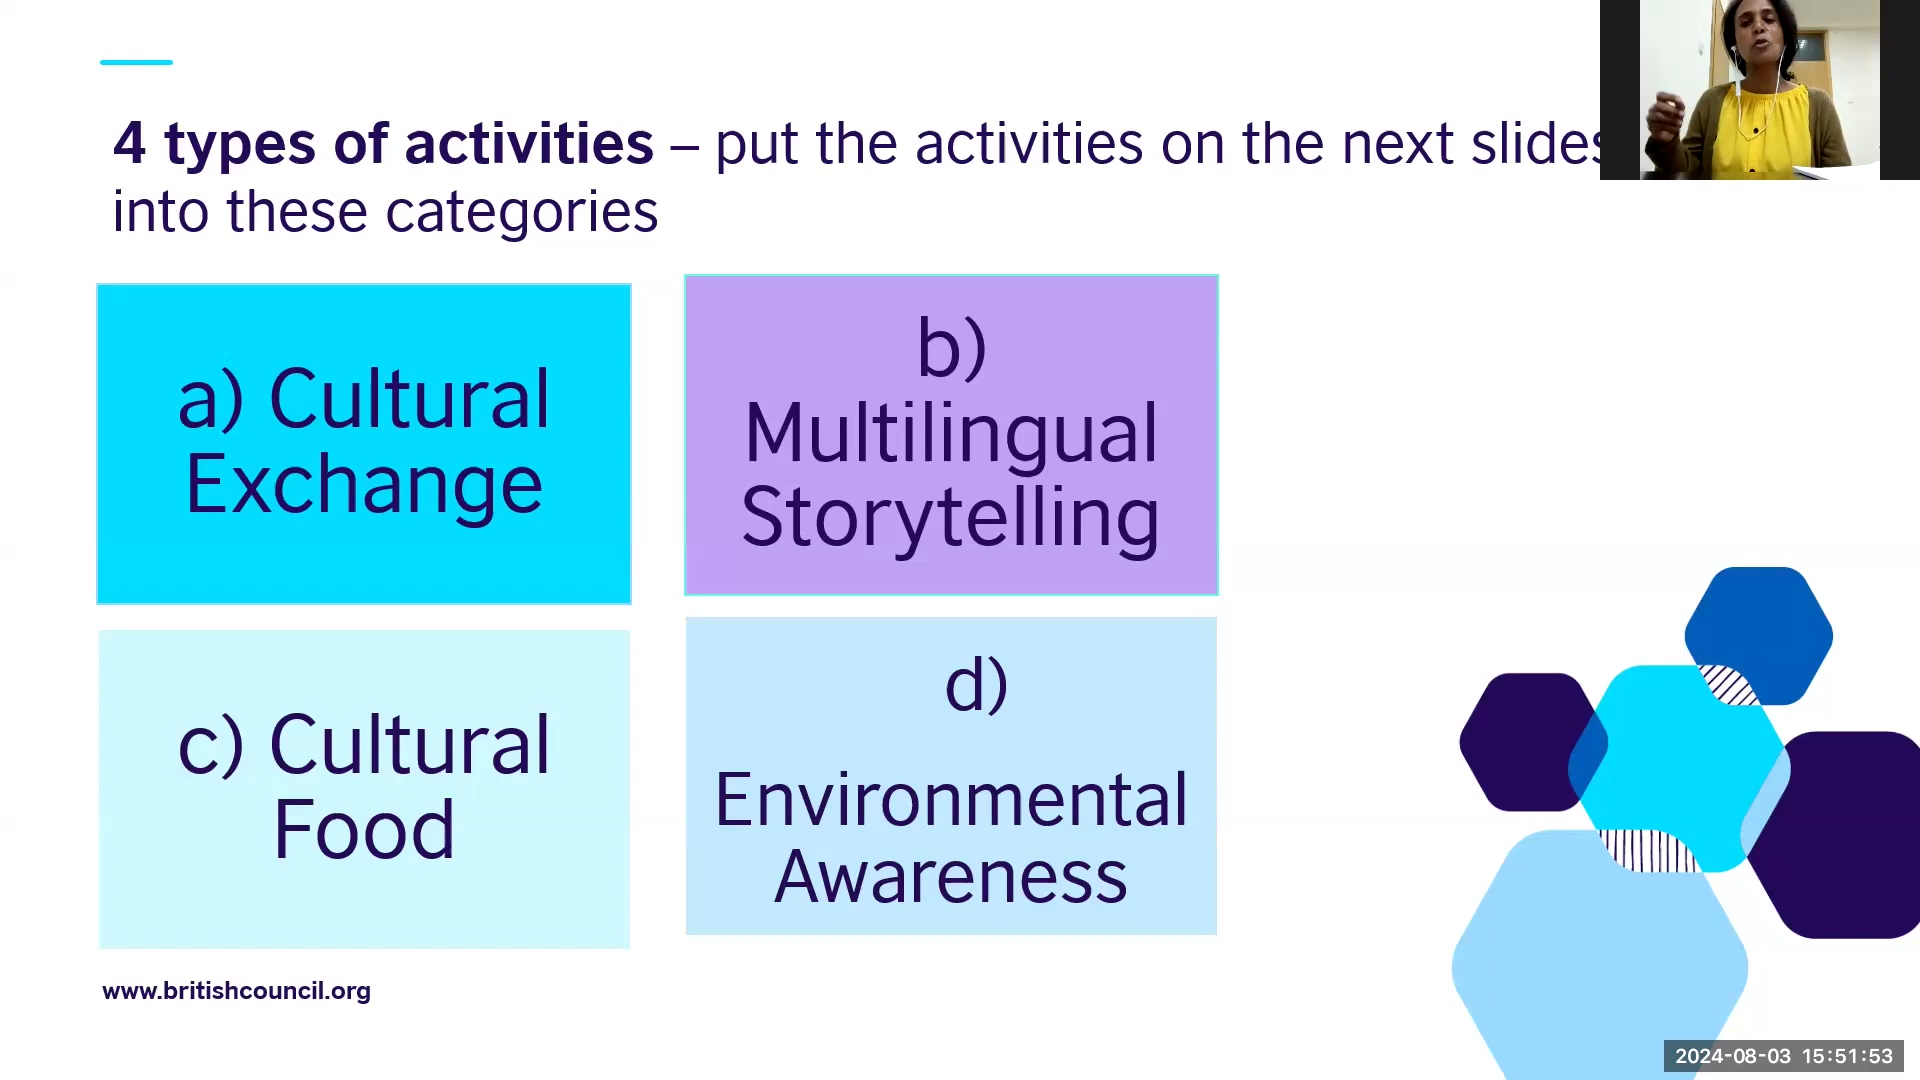 4 types of activities – put the activities on the next slides
into these categories
a) Cultural
Exchange
b)
Multilingual
Storytelling
c) Cultural
Food
d)
Environmental
Awareness
www.britishcouncil.org
2024-08-03 15:51:53